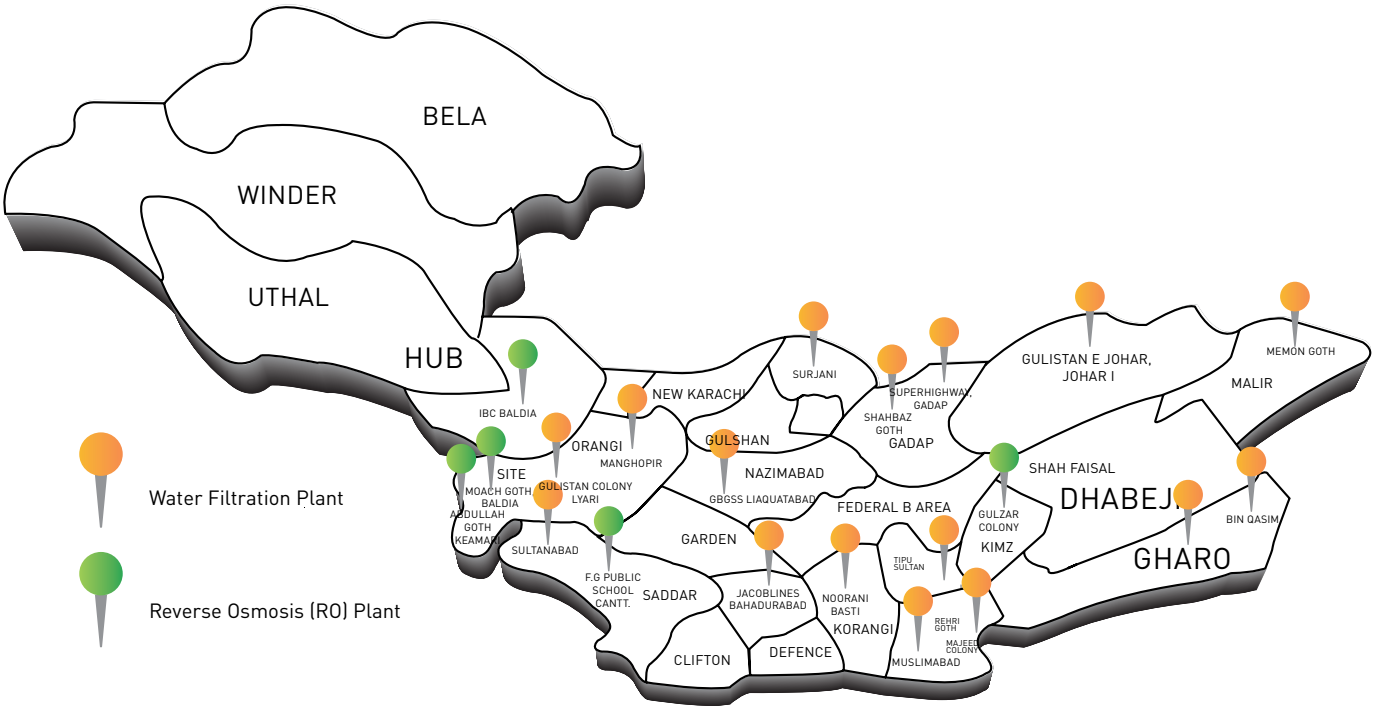 BELA
WINDER
UTHAL
HUB
IBC BALDIA
SURJANI
SUPERHIGHWAY,
GADAP
SHAHBAZ
GOTH
GADAP
GULISTAN E JOHAR,
JOHAR I
MEMON GOTH
MALIR
NEW KARACHI
ORANGI
MANGHOPIR
GULSHAN
NAZIMABAD
GBGSS LIAQUATABAD
SITE
MOACH GOTH,
BALDIA
GULISTAN COLONY
LYARI
ABDULLAH
GOTH
KEAMARI
SULTANABAD
FEDERAL B AREA
SHAH FAISAL
DHABEJI
GULZAR
COLONY
KIMZ
BIN QASIM
GHARO
GARDEN
F.G PUBLIC
SCHOOL
CANTT.
SADDAR
JACOBLINES
BAHADURABAD
NOORANI
BASTI
KORANGI
TIPU
SULTAN
REHRI
GOTH
MAJEED
COLONY
MUSLIMABAD
CLIFTON
DEFENCE
Water Filtration Plant
Reverse Osmosis (RO) Plant